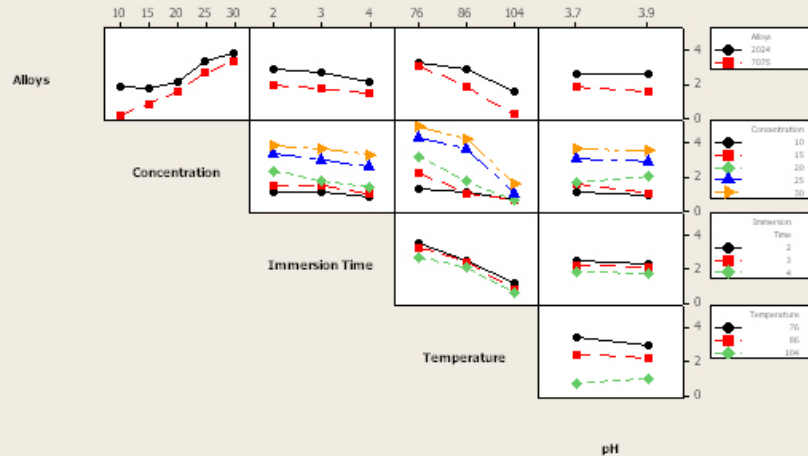 10 15 20 25 30 2 3 4 76 86 104 3.7 3.9
Alloys
4
2
0
Alloys
2024
7075
Concentration
4
2
0
Concentration
10
15
20
25
30
Immersion Time
4
2
0
Immersion
Time
2
3
4
Temperature
4
2
0
Temperature
76
86
104
pH